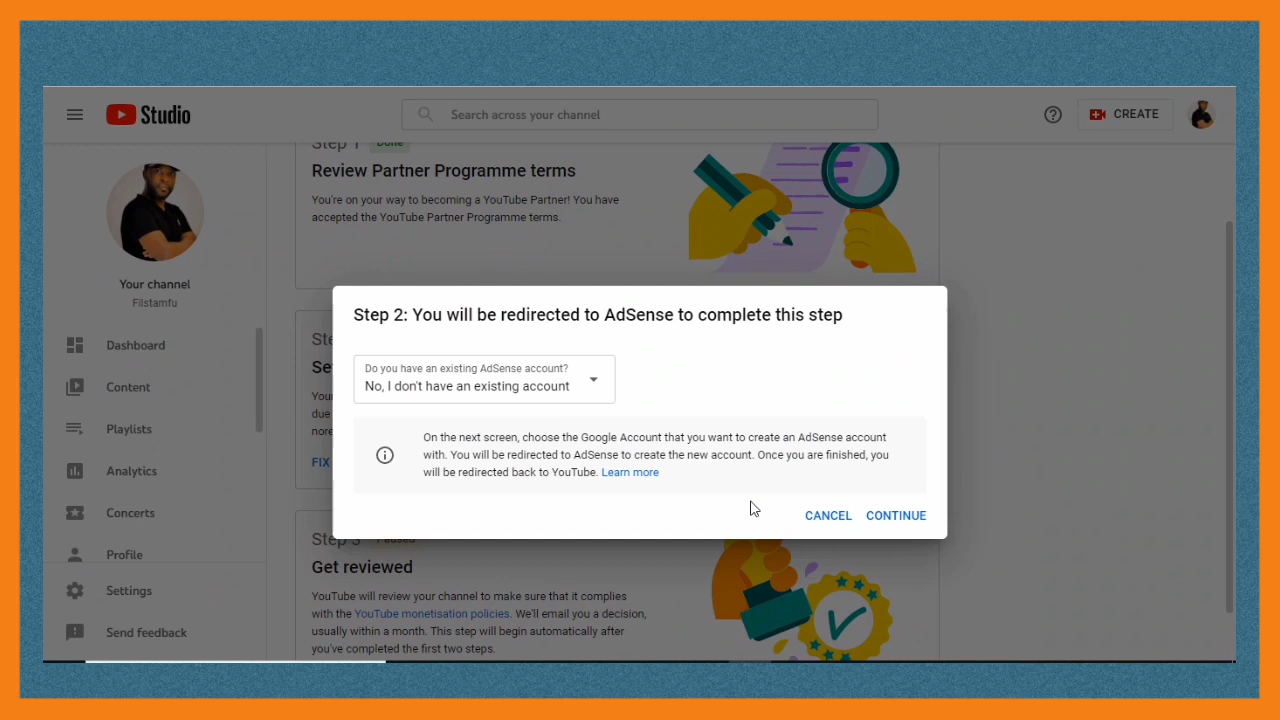 Studio
Search across your channel
CREATE
Step 1 Done
Review Partner Programme terms
You're on your way to becoming a YouTube Partner! You have
accepted the YouTube Partner Programme terms.
Your channel
Filstamfu
Dashboard
Content
Playlists
Analytics
Concerts
Profile
Settings
Send feedback
Ste
Se
Your
due
nore
FIX
Step 2: You will be redirected to AdSense to complete this step
Do you have an existing AdSense account?
No, I don't have an existing account
On the next screen, choose the Google Account that you want to create an AdSense account
with. You will be redirected to AdSense to create the new account. Once you are finished, you
will be redirected back to YouTube. Learn more
CANCEL CONTINUE
Step 3 Paused
Get reviewed
YouTube will review your channel to make sure that it complies
with the YouTube monetisation policies. We'll email you a decision,
usually within a month. This step will begin automatically after
you've completed the first two steps.